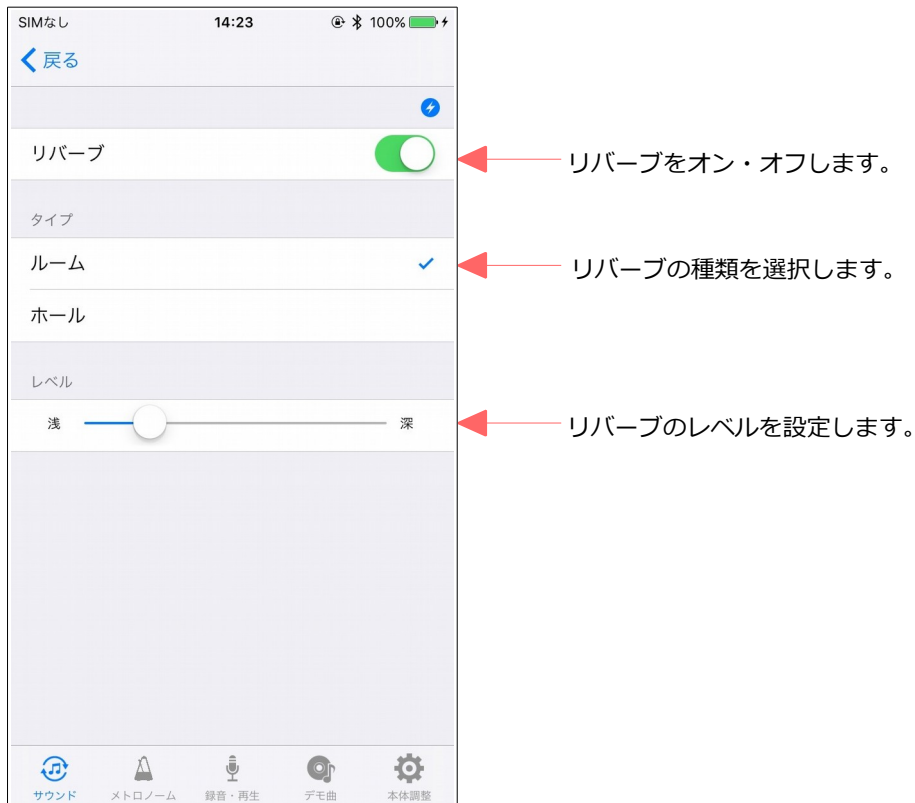 SIMなし 14:23 100%
戻る
リバーブ
リバーブをオン・オフします。
タイプ
ルーム
リバーブの種類を選択します。
ホール
レベル
浅 深
リバーブのレベルを設定します。
サウンド メトロノーム 録音・再生 デモ曲 本体調整